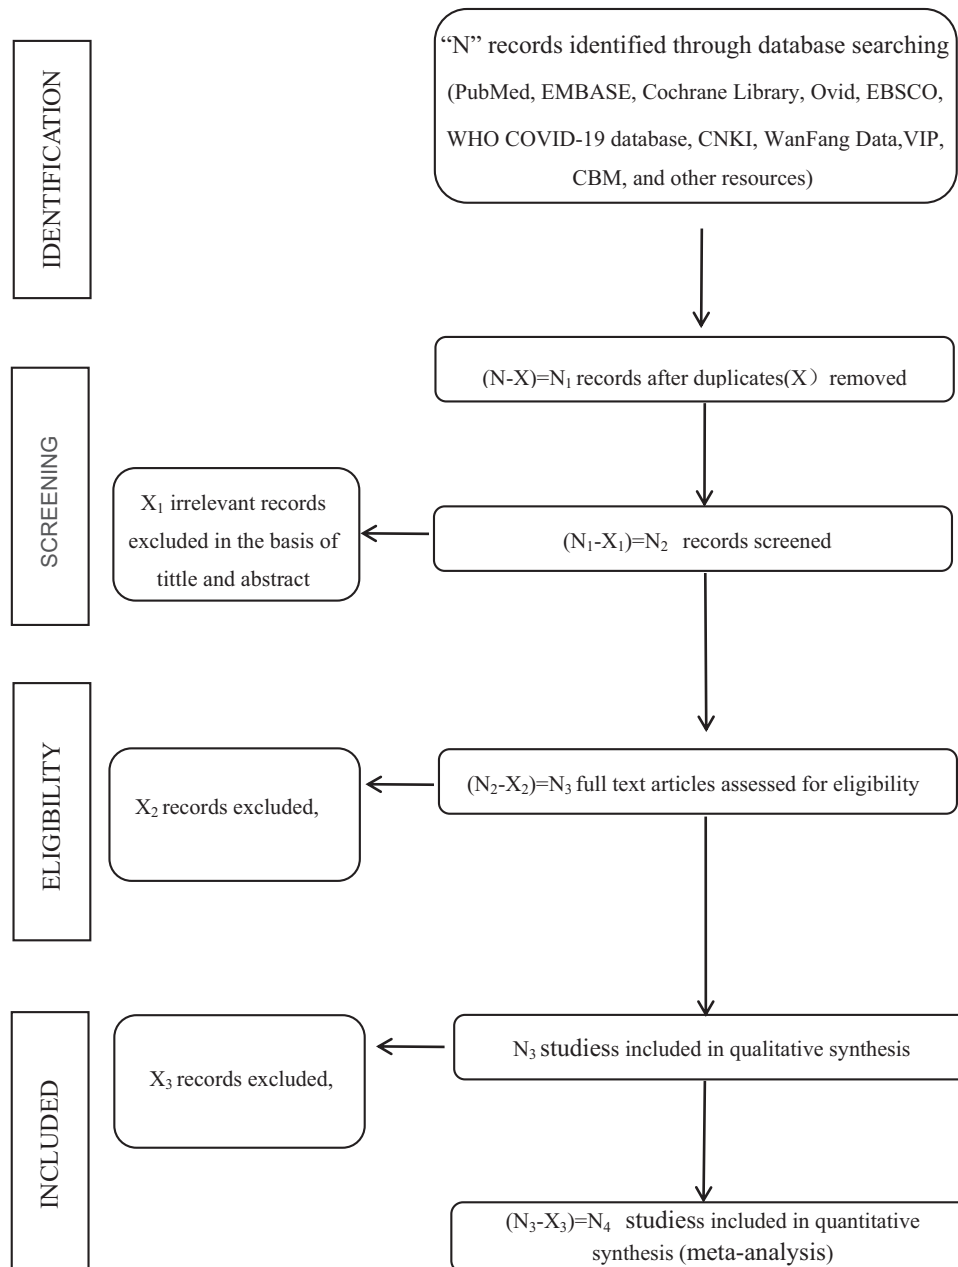 IDENTIFICATION
“N” records identified through database searching
(PubMed, EMBASE, Cochrane Library, Ovid, EBSCO,
WHO COVID-19 database, CNKI, WanFang Data,VIP,
CBM, and other resources)
SCREENING
(N-X)=N₁ records after duplicates(X）removed
X₁ irrelevant records
excluded in the basis of
tittle and abstract
(N₁-X₁)=N₂ records screened
ELIGIBILITY
X₂ records excluded,
(N₂-X₂)=N₃ full text articles assessed for eligibility
INCLUDED
X₃ records excluded,
N₃ studiess included in qualitative synthesis
(N₃-X₃)=N₄ studiess included in quantitative
synthesis (meta-analysis)